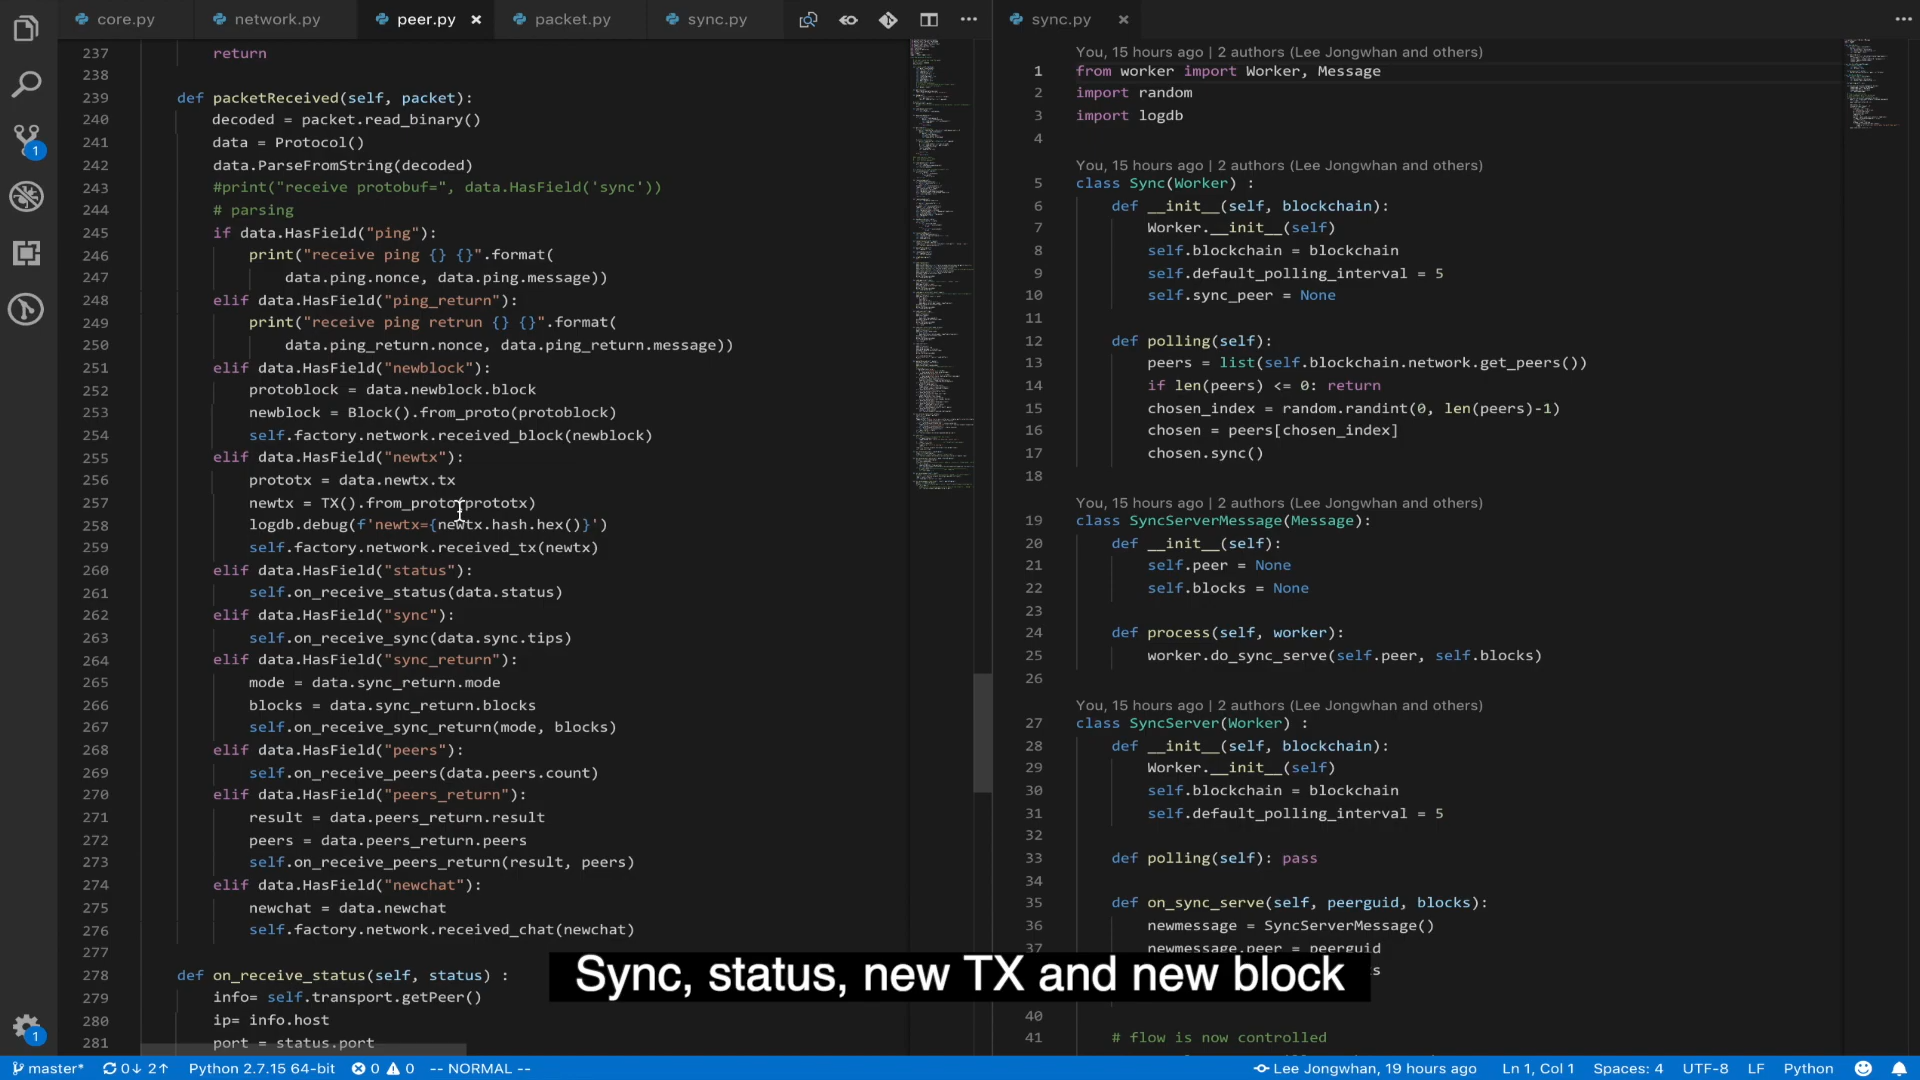 core.py
network.py
peer.py
packet.py
sync.py
sync.py
237 return
238
239 def packetReceived(self, packet):
240 decoded = packet.read_binary()
241 data = Protocol()
242 data.ParseFromString(decoded)
243 #print("receive protobuf=", data.HasField('sync'))
244 # parsing
245 if data.HasField("ping"):
246 print("receive ping {} {}".format(
247 data.ping.nonce, data.ping.message))
248 elif data.HasField("ping_return"):
249 print("receive ping retrun {} {}".format(
250 data.ping_return.nonce, data.ping_return.message))
251 elif data.HasField("newblock"):
252 protoblock = data.newblock.block
253 newblock = Block().from_proto(protoblock)
254 self.factory.network.received_block(newblock)
255 elif data.HasField("newtx"):
256 prototx = data.newtx.tx
257 newtx = TX().from_proto(prototx)
258 logdb.debug(f'newtx={newtx.hash.hex()}')
259 self.factory.network.received_tx(newtx)
260 elif data.HasField("status"):
261 self.on_receive_status(data.status)
262 elif data.HasField("sync"):
263 self.on_receive_sync(data.sync.tips)
264 elif data.HasField("sync_return"):
265 mode = data.sync_return.mode
266 blocks = data.sync_return.blocks
267 self.on_receive_sync_return(mode, blocks)
268 elif data.HasField("peers"):
269 self.on_receive_peers(data.peers.count)
270 elif data.HasField("peers_return"):
271 result = data.peers_return.result
272 peers = data.peers_return.peers
273 self.on_receive_peers_return(result, peers)
274 elif data.HasField("newchat"):
275 newchat = data.newchat
276 self.factory.network.received_chat(newchat)
277
278 def on_receive_status(self, status) :
279 info= self.transport.getPeer()
280 ip= info.host
281 port = status.port
You, 15 hours ago | 2 authors (Lee Jongwhan and others)
1 from worker import Worker, Message
2 import random
3 import logdb
4
You, 15 hours ago | 2 authors (Lee Jongwhan and others)
5 class Sync(Worker) :
6 def __init__(self, blockchain):
7 Worker.__init__(self)
8 self.blockchain = blockchain
9 self.default_polling_interval = 5
10 self.sync_peer = None
11
12 def polling(self):
13 peers = list(self.blockchain.network.get_peers())
14 if len(peers) <= 0: return
15 chosen_index = random.randint(0, len(peers)-1)
16 chosen = peers[chosen_index]
17 chosen.sync()
18
You, 15 hours ago | 2 authors (Lee Jongwhan and others)
19 class SyncServerMessage(Message):
20 def __init__(self):
21 self.peer = None
22 self.blocks = None
23
24 def process(self, worker):
25 worker.do_sync_serve(self.peer, self.blocks)
26
You, 15 hours ago | 2 authors (Lee Jongwhan and others)
27 class SyncServer(Worker) :
28 def __init__(self, blockchain):
29 Worker.__init__(self)
30 self.blockchain = blockchain
31 self.default_polling_interval = 5
32
33 def polling(self): pass
34
35 def on_sync_serve(self, peerguid, blocks):
36 newmessage = SyncServerMessage()
37 newmessage.peer = peerguid
40
41 # flow is now controlled
Sync, status, new TX and new block
1
1
master* 0↓ 2↑ Python 2.7.15 64-bit 0 0 -- NORMAL -- Lee Jongwhan, 19 hours ago Ln 1, Col 1 Spaces: 4 UTF-8 LF Python